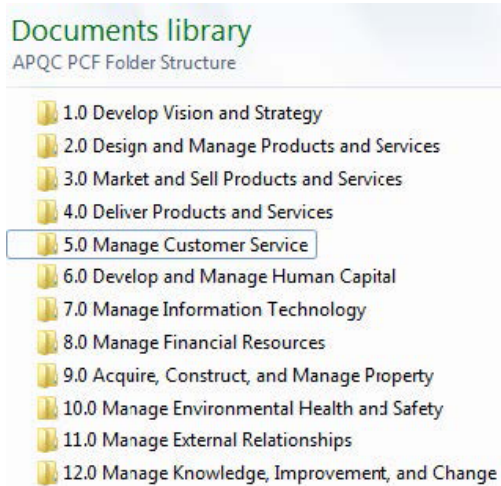 Documents library
APQC PCF Folder Structure
1.0 Develop Vision and Strategy
2.0 Design and Manage Products and Services
3.0 Market and Sell Products and Services
4.0 Deliver Products and Services
5.0 Manage Customer Service
6.0 Develop and Manage Human Capital
7.0 Manage Information Technology
8.0 Manage Financial Resources
9.0 Acquire, Construct, and Manage Property
10.0 Manage Environmental Health and Safety
11.0 Manage External Relationships
12.0 Manage Knowledge, Improvement, and Change